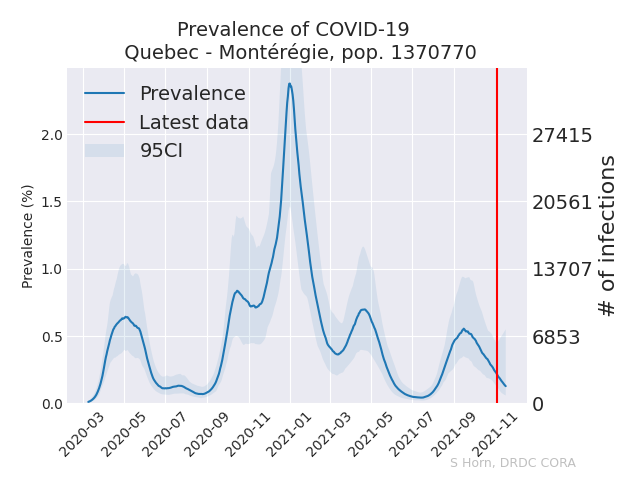 Prevalence of COVID-19
Quebec - Montérégie, pop. 1370770
Prevalence
Latest data
95CI
Prevalence (%)
2.0
1.5
1.0
0.5
0.0
27415
20561
13707
6853
0
# of infections
2020-03
2020-05
2020-07
2020-09
2020-11
2021-01
2021-03
2021-05
2021-07
2021-09
2021-11
S Horn, DRDC CORA